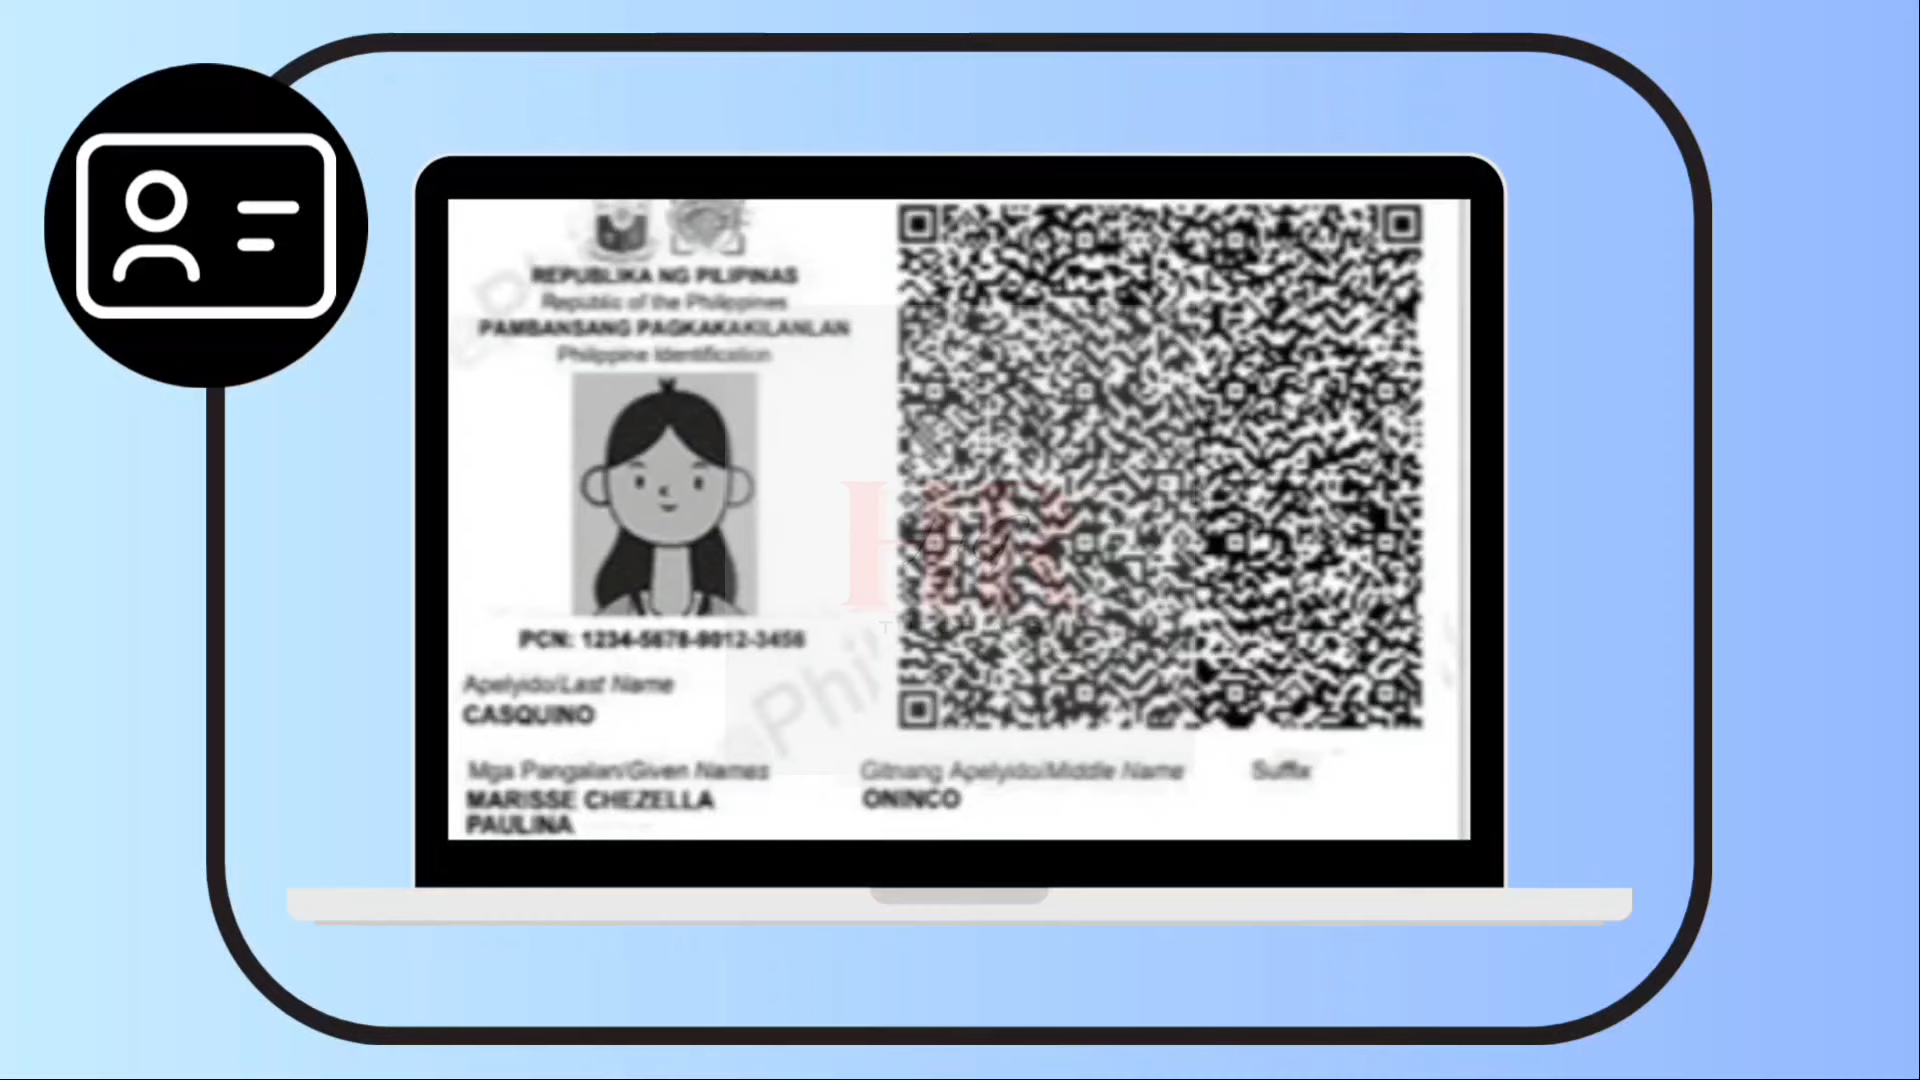 REPUBLIKA NG PILIPINAS
Republic of the Philippines
PAMBANSANG PAGKAKAKILANLAN
Philippine Identification
PCN: 1234-5678-9012-3456
Apelyido/Last Name
CASQUINO
Mga Pangalan/Given Names
MARISSE CHEZELLA
PAULINA
Gitnang Apelyido/Middle Name
ONINCO
Suffix
HR